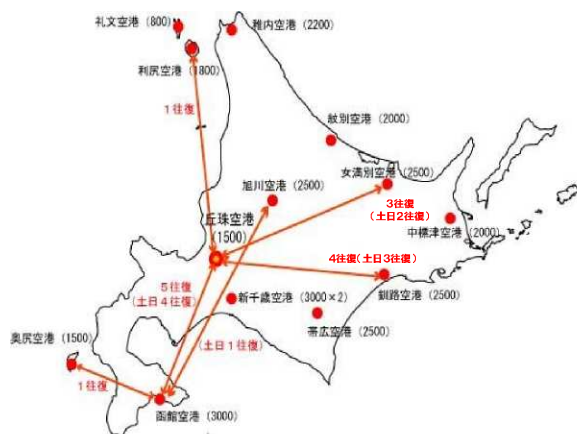 礼文空港(800)
稚内空港(2200)
利尻空港(1800)
1往復
紋別空港(2000)
女満別空港(2500)
旭川空港(2500)
3往復
(土日2往復)
丘珠空港
(1500)
中標津空港(2000)
4往復(土日3往復)
5往復
(土日4往復)
新千歳空港(3000×2)
釧路空港(2500)
帯広空港(2500)
奥尻空港(1500)
(土日1往復)
1往復
函館空港(3000)